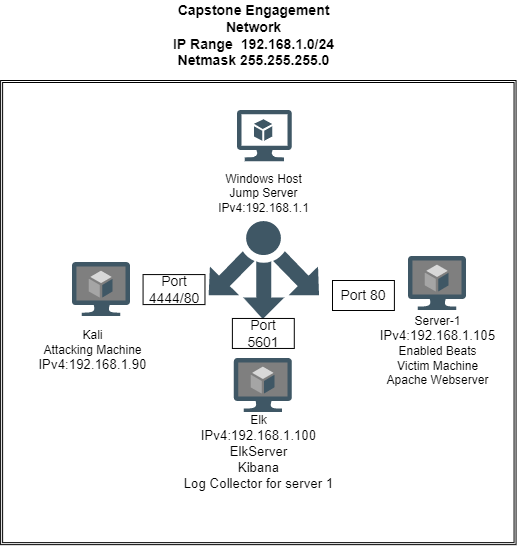 Capstone Engagement
Network
IP Range 192.168.1.0/24
Netmask 255.255.255.0
Windows Host
Jump Server
IPv4:192.168.1.1
Port
4444/80
Port 80
Port
5601
Kali
Attacking Machine
IPv4:192.168.1.90
Server-1
IPv4:192.168.1.105
Enabled Beats
Victim Machine
Apache Webserver
Elk
IPv4:192.168.1.100
ElkServer
Kibana
Log Collector for server 1